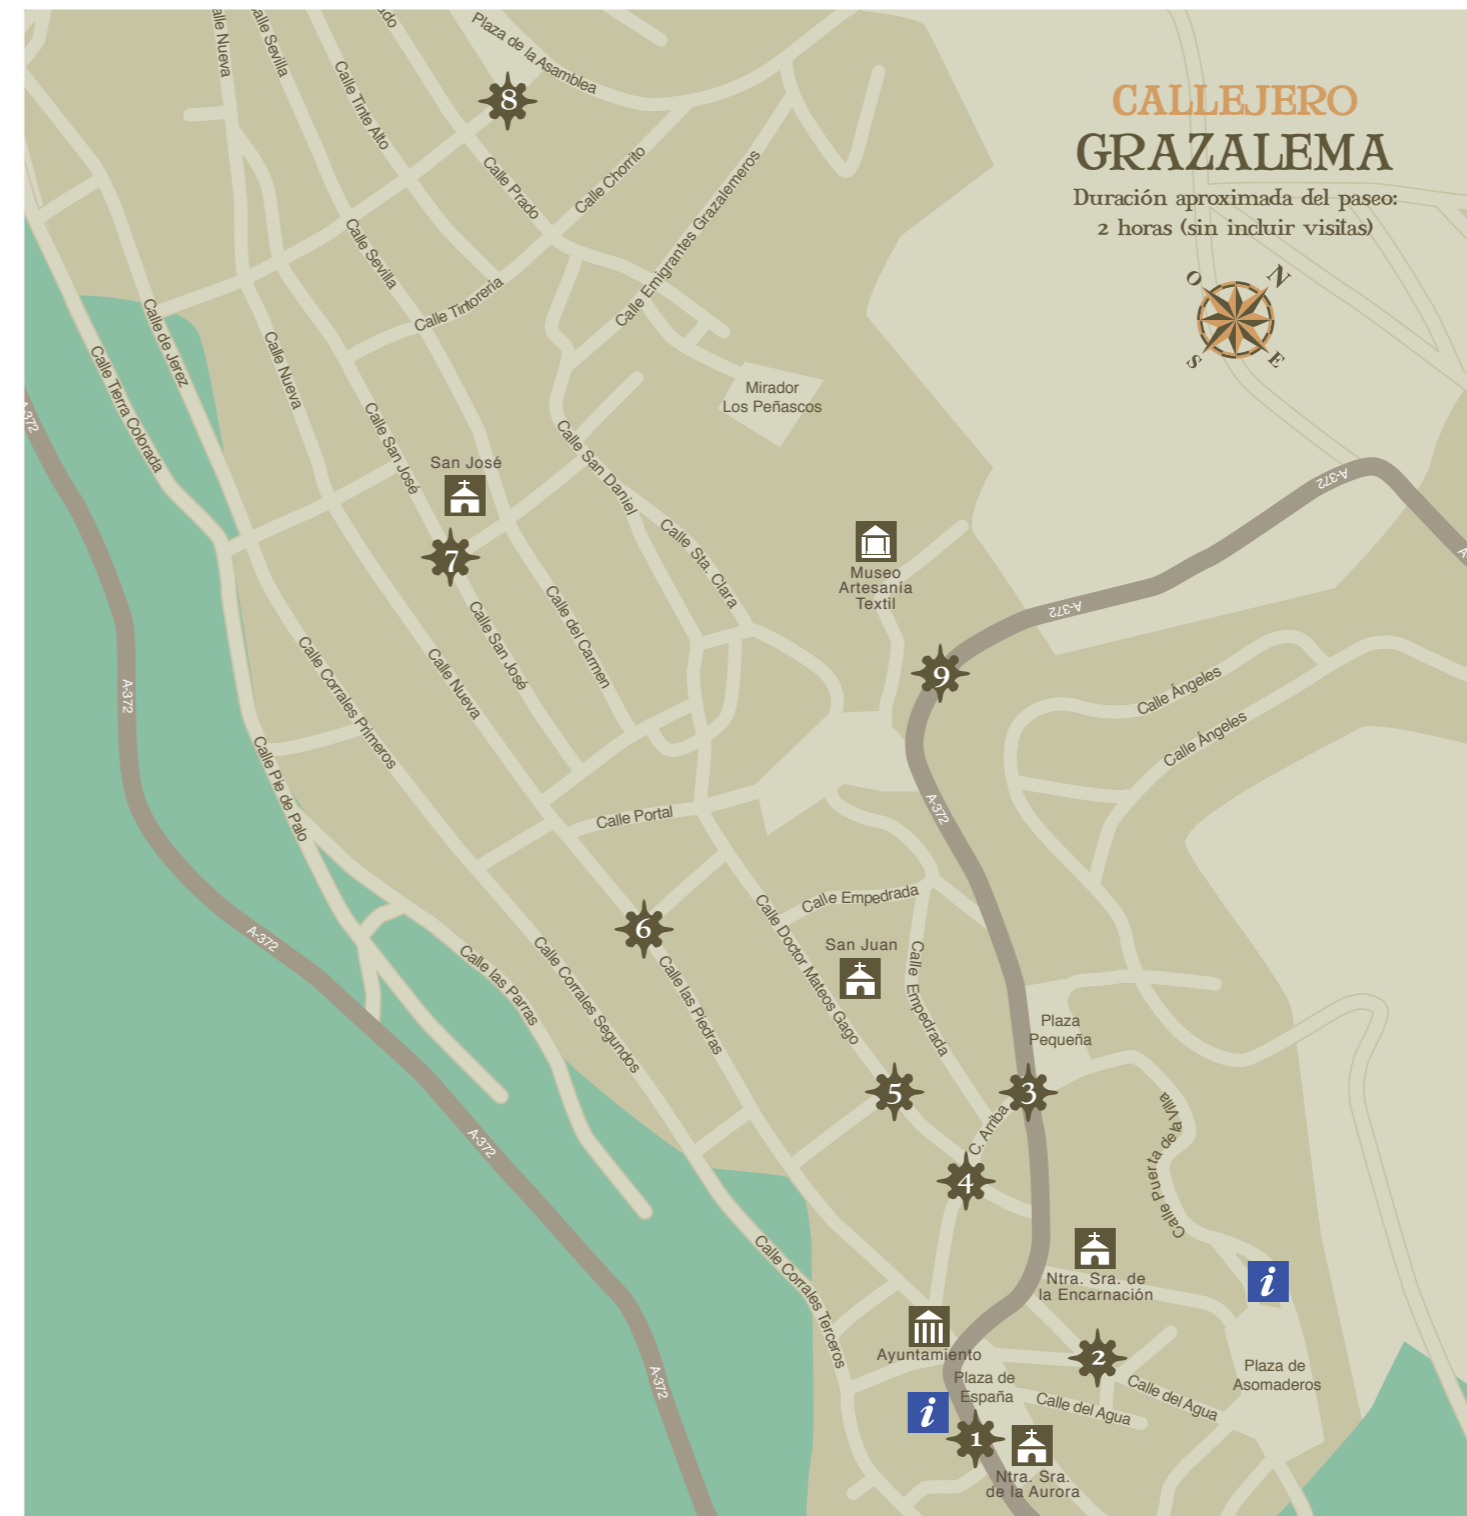 CALLEJERO
GRAZALEMA
Duración aproximada del paseo:
2 horas (sin incluir visitas)
O
N
S
E
Calle Nueva
Calle Sevilla
Calle Tinte Alto
Plaza de la Asamblea
8
Calle Prado
Calle Chorrito
Calle Emigrantes Grazalemeros
Calle Sevilla
Calle Tintorería
Calle de Jerez
Calle Tierra Colorada
Calle Nueva
A-372
Mirador
Los Peñascos
Calle San José
San José
7
Calle San Daniel
Calle Sta. Clara
Museo
Artesanía
Textil
A-372
A-372
9
Calle San José
Calle del Carmen
Calle Nueva
Calle Corrales Primeros
A-372
Calle Ángeles
Calle Ángeles
Calle Pie de Palo
Calle Portal
A-372
6
Calle Empedrada
Calle Doctor Mateos Gago
San Juan
Calle Empedrada
A-372
Calle las Parras
Calle Corrales Segundos
Calle las Piedras
Plaza
Pequeña
5
3
C. Arriba
4
Calle Puerta de la Villa
A-372
Calle Corrales Terceros
Ntra. Sra. de
la Encarnación
i
Ayuntamiento
2
Plaza de
Asomaderos
A-372
Plaza de
España
Calle del Agua
Calle del Agua
i
1
Ntra. Sra.
de la Aurora